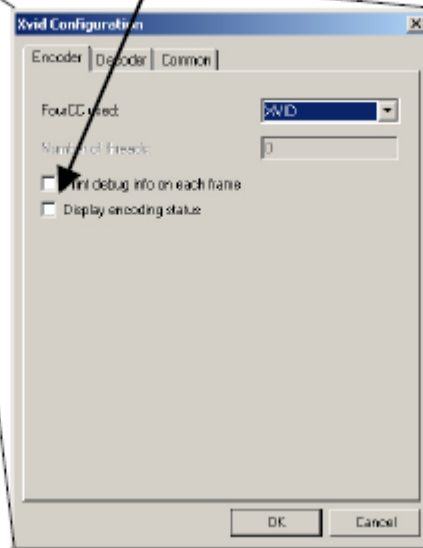 Xvid Configuration
Encoder Decoder Common
FourCC used: XVID
Number of threads: 0
Print debug info on each frame
Display encoding status
OK Cancel